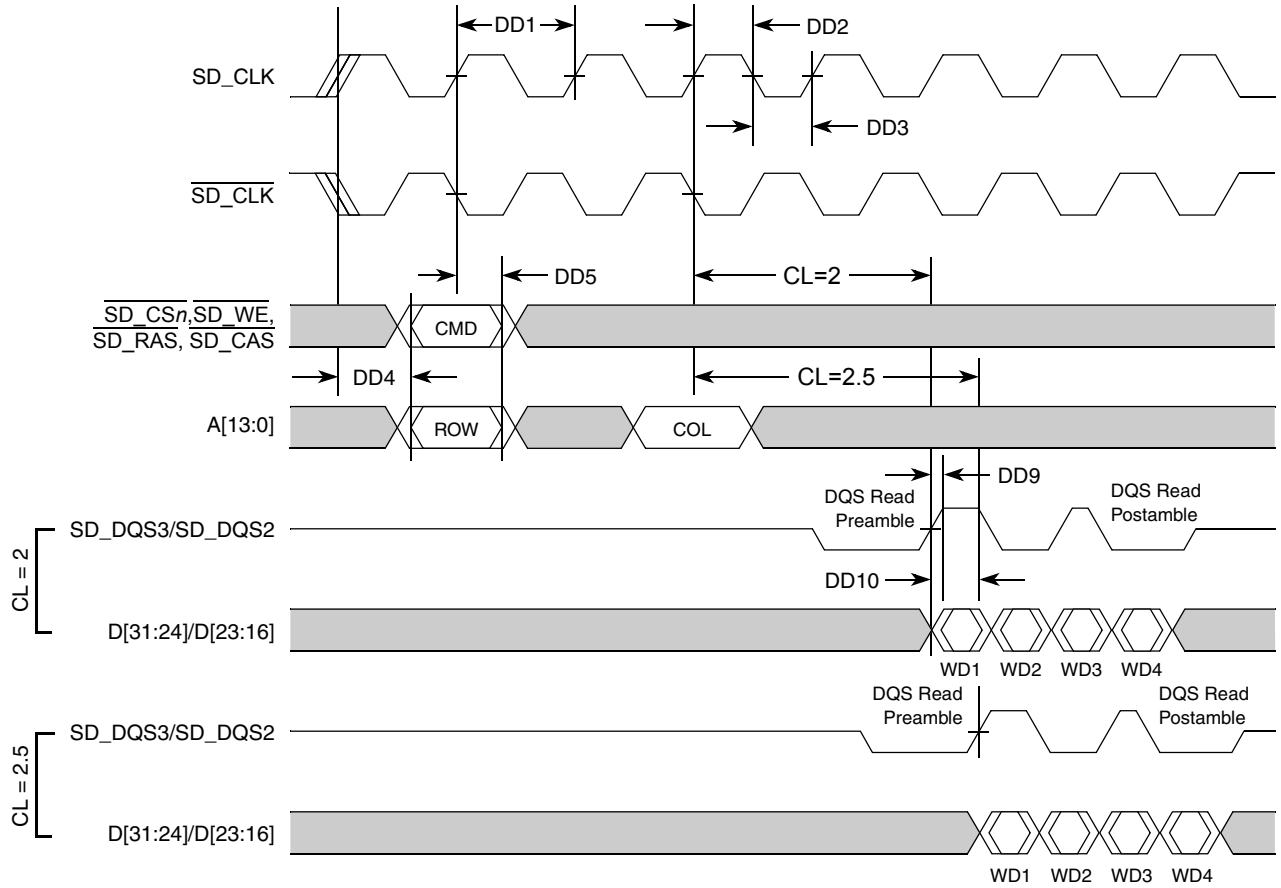 DD1
DD2
SD_CLK
DD3
SD_CLK
DD5
CL=2
SD_CSn,SD_WE,
SD_RAS, SD_CAS
CMD
DD4
CL=2.5
A[13:0]
ROW
COL
DD9
DQS Read
Preamble
DQS Read
Postamble
SD_DQS3/SD_DQS2
CL = 2
DD10
D[31:24]/D[23:16]
WD1 WD2 WD3 WD4
DQS Read
Preamble
DQS Read
Postamble
SD_DQS3/SD_DQS2
CL = 2.5
D[31:24]/D[23:16]
WD1 WD2 WD3 WD4